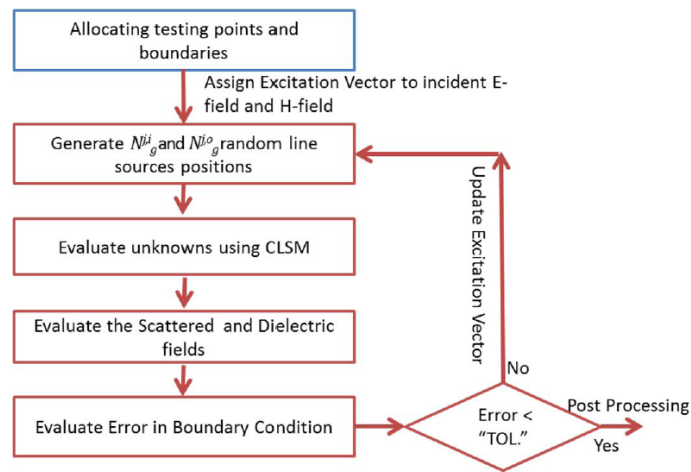 Allocating testing points and
boundaries
Assign Excitation Vector to incident E-
field and H-field
Generate N^{j,i}_g and N^{j,o}_g random line
sources positions
Evaluate unknowns using CLSM
Evaluate the Scattered and Dielectric
fields
Evaluate Error in Boundary Condition
Update Excitation
Vector
No
Error <
“TOL.”
Post Processing
Yes